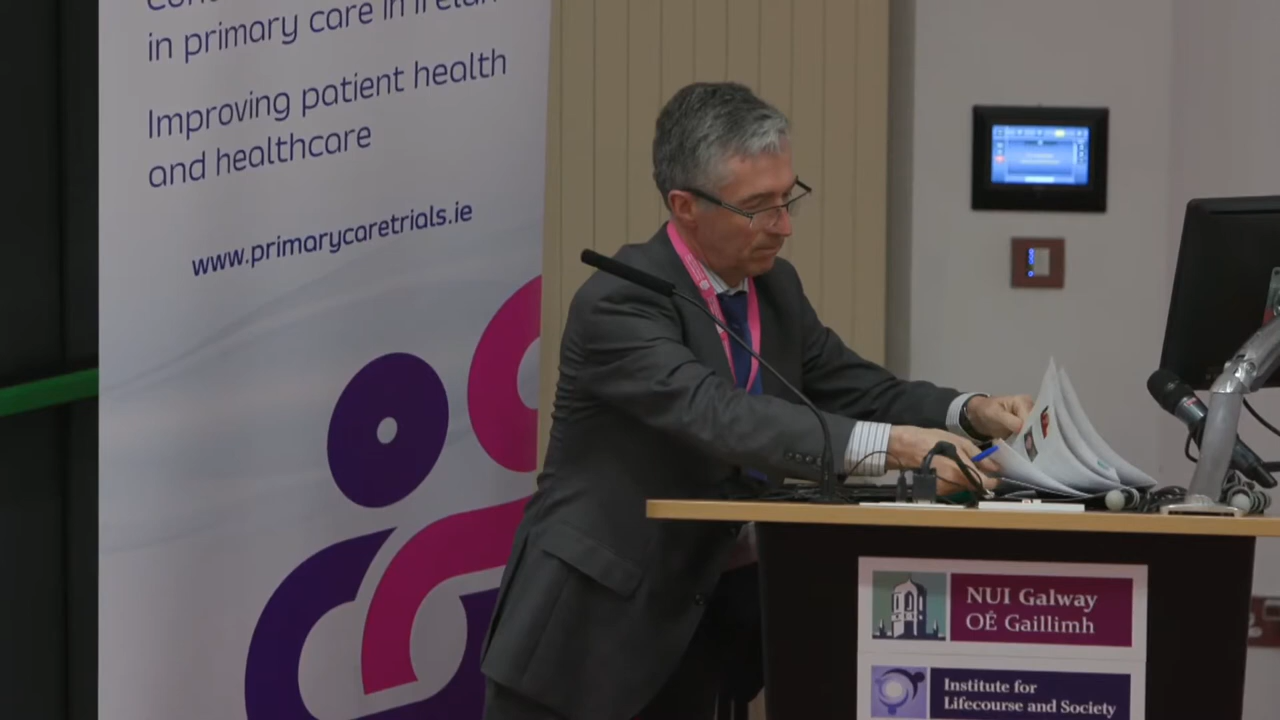 in primary care in
Improving patient health
and healthcare
www.primarycaretrials.ie
NUI Galway
OÉ Gaillimh
Institute for
Lifecourse and Society